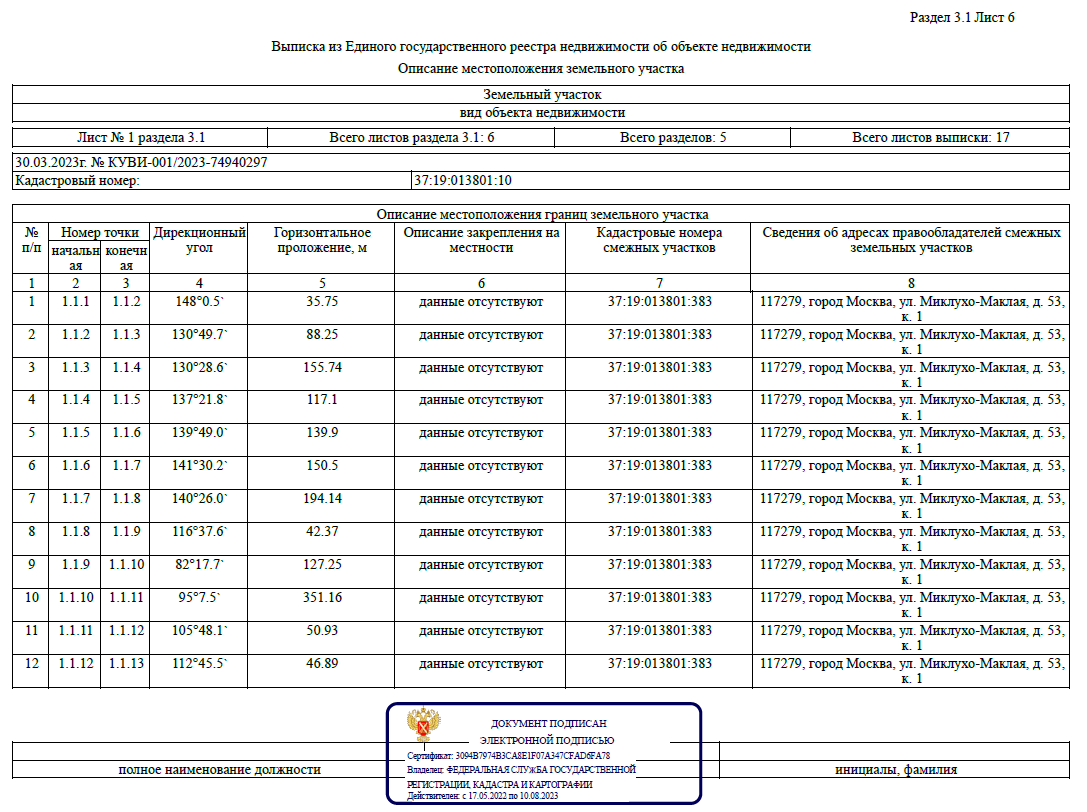 Раздел 3.1 Лист 6
Выписка из Единого государственного реестра недвижимости об объекте недвижимости
Описание местоположения земельного участка
Земельный участок
вид объекта недвижимости
Лист № 1 раздела 3.1 Всего листов раздела 3.1: 6 Всего разделов: 5 Всего листов выписки: 17
30.03.2023г. № КУВИ-001/2023-74940297
Кадастровый номер: 37:19:013801:10
Описание местоположения границ земельного участка
№ Номер точки Дирекционный Горизонтальное Описание закрепления на Кадастровые номера Сведения об адресах правообладателей смежных
п/п начальн конечн угол проложение, м местности смежных участков земельных участков
ая ая
1 2 3 4 5 6 7 8
1 1.1.1 1.1.2 148°0.5` 35.75 данные отсутствуют 37:19:013801:383 117279, город Москва, ул. Миклухо-Маклая, д. 53,
к. 1
2 1.1.2 1.1.3 130°49.7` 88.25 данные отсутствуют 37:19:013801:383 117279, город Москва, ул. Миклухо-Маклая, д. 53,
к. 1
3 1.1.3 1.1.4 130°28.6` 155.74 данные отсутствуют 37:19:013801:383 117279, город Москва, ул. Миклухо-Маклая, д. 53,
к. 1
4 1.1.4 1.1.5 137°21.8` 117.1 данные отсутствуют 37:19:013801:383 117279, город Москва, ул. Миклухо-Маклая, д. 53,
к. 1
5 1.1.5 1.1.6 139°49.0` 139.9 данные отсутствуют 37:19:013801:383 117279, город Москва, ул. Миклухо-Маклая, д. 53,
к. 1
6 1.1.6 1.1.7 141°30.2` 150.5 данные отсутствуют 37:19:013801:383 117279, город Москва, ул. Миклухо-Маклая, д. 53,
к. 1
7 1.1.7 1.1.8 140°26.0` 194.14 данные отсутствуют 37:19:013801:383 117279, город Москва, ул. Миклухо-Маклая, д. 53,
к. 1
8 1.1.8 1.1.9 116°37.6` 42.37 данные отсутствуют 37:19:013801:383 117279, город Москва, ул. Миклухо-Маклая, д. 53,
к. 1
9 1.1.9 1.1.10 82°17.7` 127.25 данные отсутствуют 37:19:013801:383 117279, город Москва, ул. Миклухо-Маклая, д. 53,
к. 1
10 1.1.10 1.1.11 95°7.5` 351.16 данные отсутствуют 37:19:013801:383 117279, город Москва, ул. Миклухо-Маклая, д. 53,
к. 1
11 1.1.11 1.1.12 105°48.1` 50.93 данные отсутствуют 37:19:013801:383 117279, город Москва, ул. Миклухо-Маклая, д. 53,
к. 1
12 1.1.12 1.1.13 112°45.5` 46.89 данные отсутствуют 37:19:013801:383 117279, город Москва, ул. Миклухо-Маклая, д. 53,
к. 1
ДОКУМЕНТ ПОДПИСАН
ЭЛЕКТРОННОЙ ПОДПИСЬЮ
Сертификат: 3094B7974B3CA8E1F07A347CFAD6FA78
Владелец: ФЕДЕРАЛЬНАЯ СЛУЖБА ГОСУДАРСТВЕННОЙ
РЕГИСТРАЦИИ, КАДАСТРА И КАРТОГРАФИИ
Действителен: с 17.05.2022 по 10.08.2023
полное наименование должности инициалы, фамилия